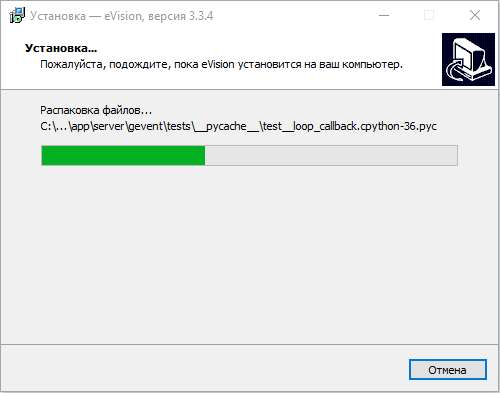 Установка — eVision, версия 3.3.4
Установка...
Пожалуйста, подождите, пока eVision установится на ваш компьютер.
Распаковка файлов...
C:\...\app\server\gevent\tests\__pycache__\test__loop_callback.cpython-36.pyc
Отмена